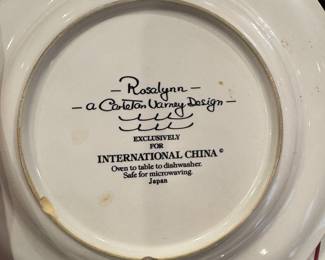 - Rosalynn -
- a Carleton Varney Design -
EXCLUSIVELY
FOR
INTERNATIONAL CHINA ©
Oven to table to dishwasher.
Safe for microwaving.
Japan